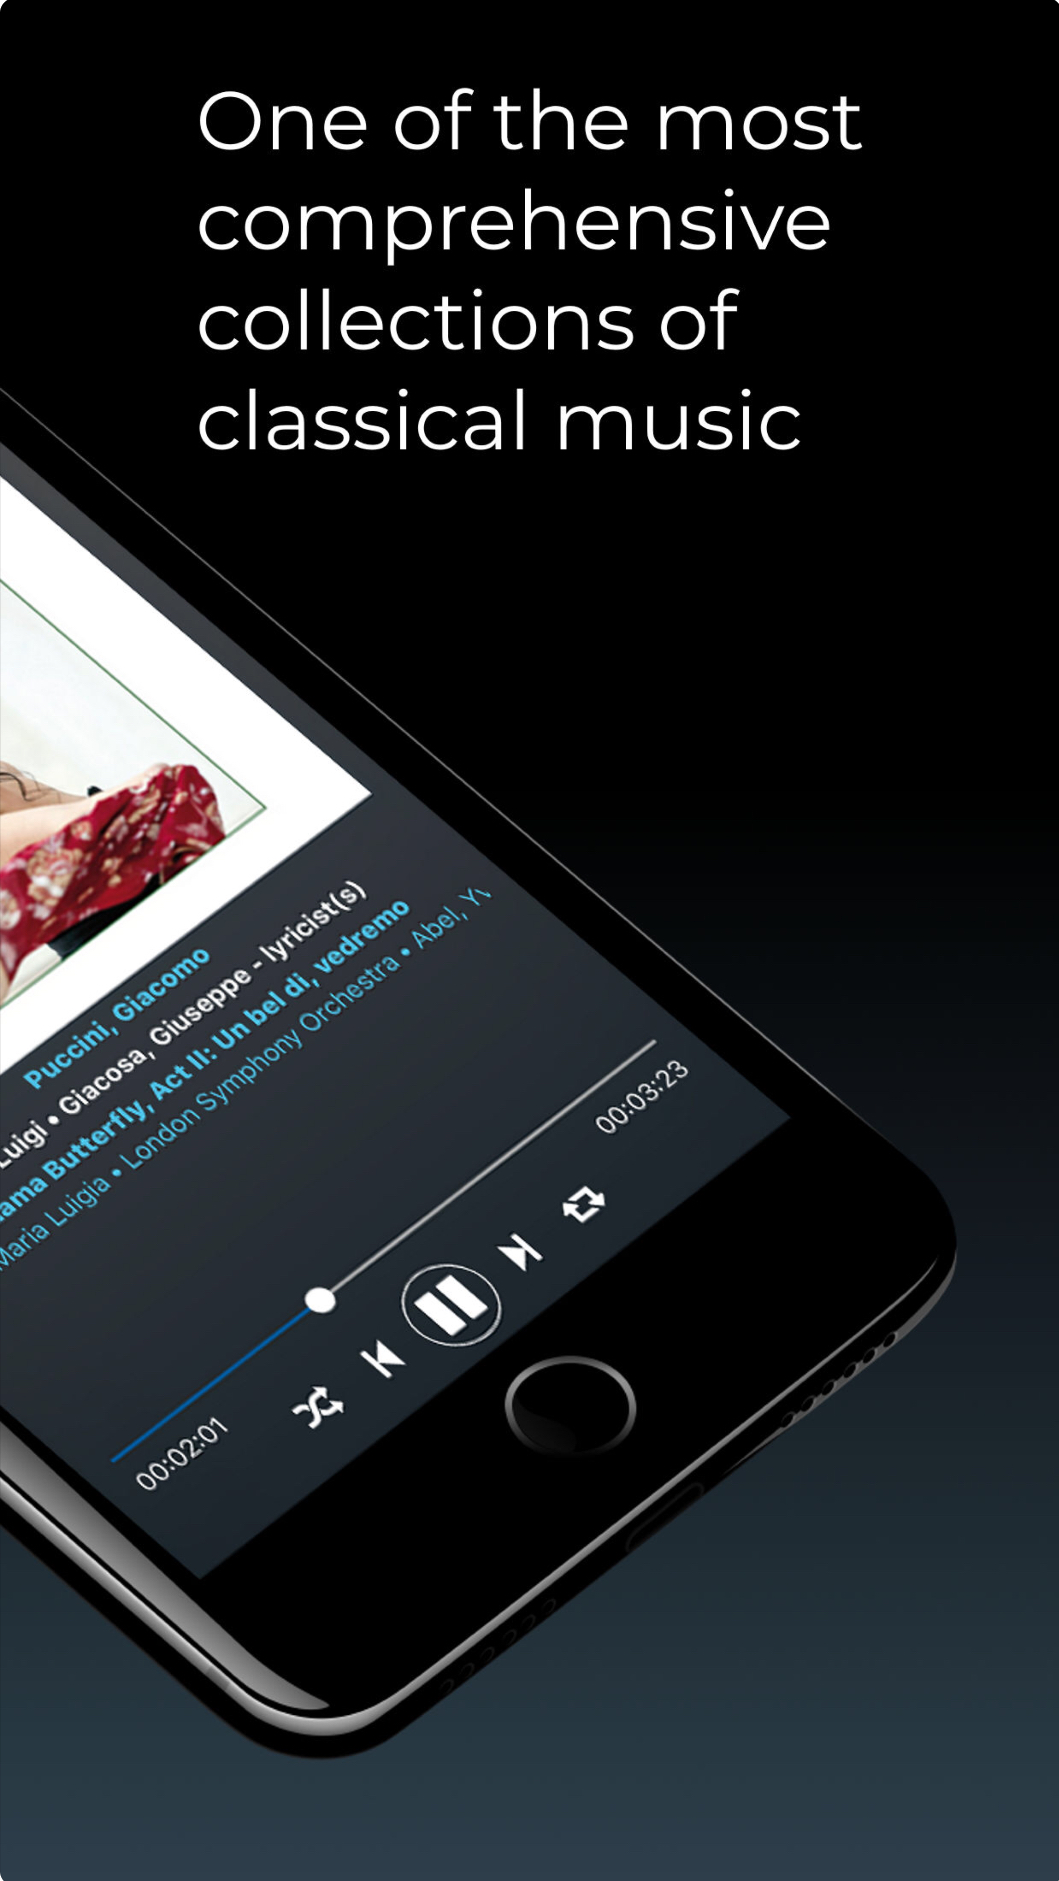 One of the most
comprehensive
collections of
classical music
Puccini, Giacomo
Luigi • Giacosa, Giuseppe - lyricist(s)
ama Butterfly, Act II: Un bel di, vedremo
Maria Luigia • London Symphony Orchestra • Abel, Yv
00:02:01
00:03:23